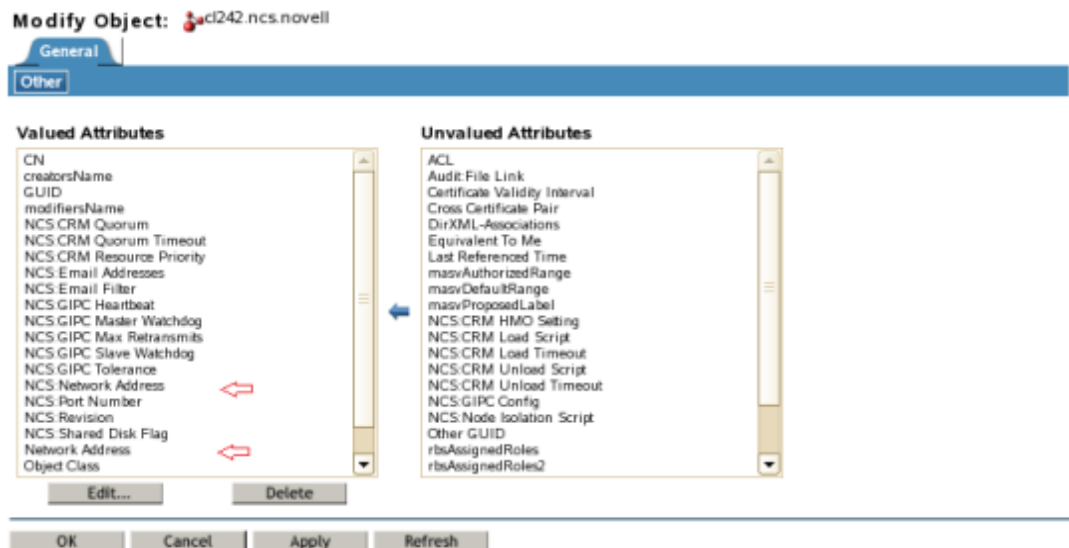 Modify Object: cl242.ncs.novell
General
Other
Valued Attributes
CN
creatorsName
GUID
modifiersName
NCS:CRM Quorum
NCS:CRM Quorum Timeout
NCS:CRM Resource Priority
NCS:Email Addresses
NCS:Email Filter
NCS:GIPC Heartbeat
NCS:GIPC Master Watchdog
NCS:GIPC Max Retransmits
NCS:GIPC Slave Watchdog
NCS:GIPC Tolerance
NCS:Network Address
NCS:Port Number
NCS:Revision
NCS:Shared Disk Flag
Network Address
Object Class
Edit...
Delete
Unvalued Attributes
ACL
Audit:File Link
Certificate Validity Interval
Cross Certificate Pair
DirXML-Associations
Equivalent To Me
Last Referenced Time
masvAuthorizedRange
masvDefaultRange
masvProposedLabel
NCS:CRM HMO Setting
NCS:CRM Load Script
NCS:CRM Load Timeout
NCS:CRM Unload Script
NCS:CRM Unload Timeout
NCS:GIPC Config
NCS:Node Isolation Script
Other GUID
rbsAssignedRoles
rbsAssignedRoles2
OK
Cancel
Apply
Refresh